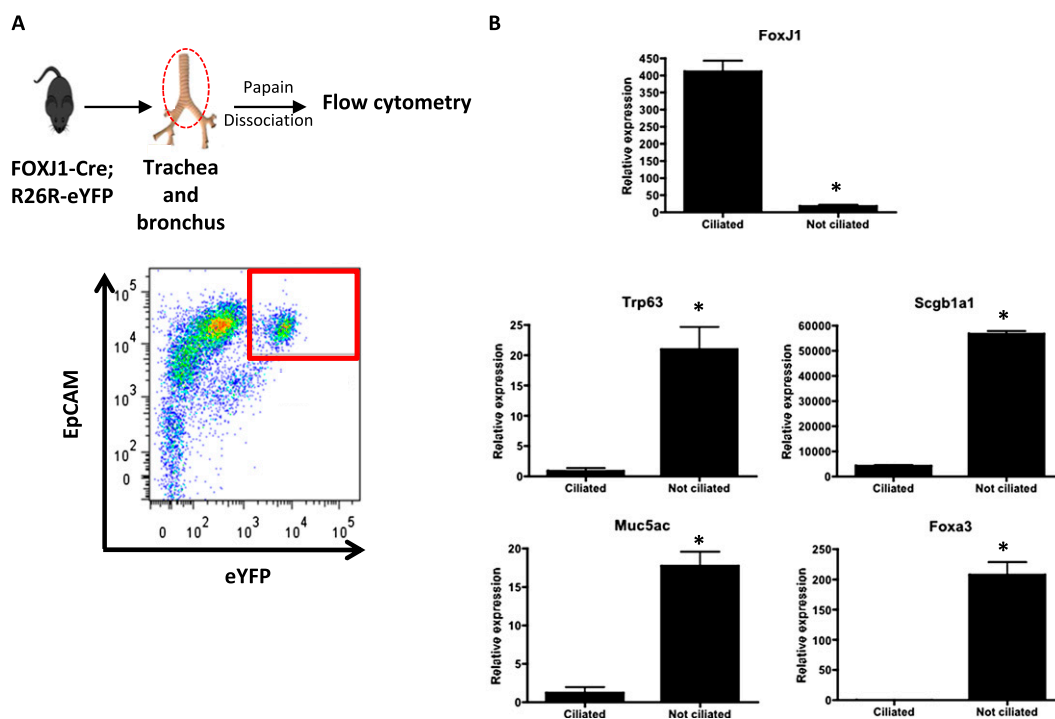 A
Papain
Dissociation
Flow cytometry
FOXJ1-Cre;
R26R-eYFP
Trachea
and
bronchus
EpCAM
10^5
10^4
10^3
10^2
0
0 10^2 10^3 10^4 10^5
eYFP
B
FoxJ1
Relative expression
450
400
350
300
250
200
150
100
50
0
*
Ciliated Not ciliated
Trp63
Relative expression
25
20
15
10
5
0
*
Ciliated Not ciliated
Scgb1a1
Relative expression
60000
50000
40000
30000
20000
10000
0
*
Ciliated Not ciliated
Muc5ac
Relative expression
20
15
10
5
0
*
Ciliated Not ciliated
Foxa3
Relative expression
250
200
150
100
50
0
*
Ciliated Not ciliated